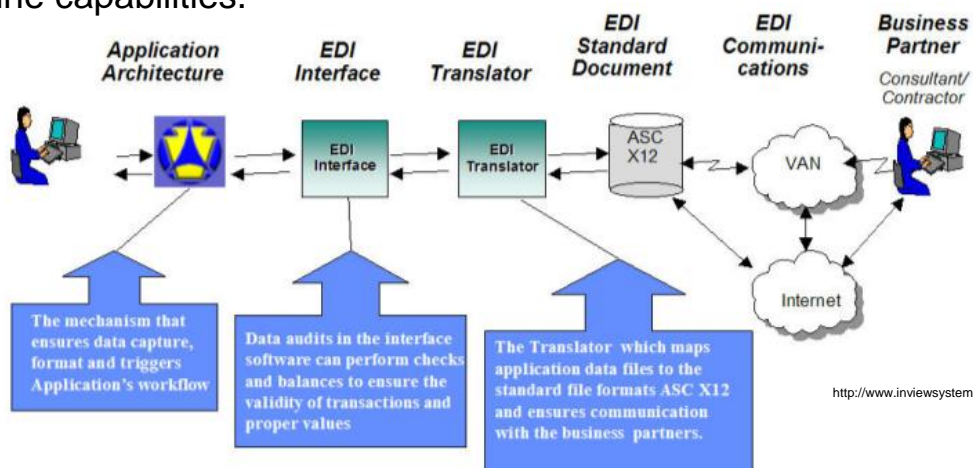 ine capabilities.
Application
Architecture
EDI
Interface
EDI
Translator
EDI
Standard
Document
EDI
Communi-
cations
Business
Partner
Consultant/
Contractor
EDI
Interface
EDI
Translator
ASC
X12
VAN
Internet
The mechanism that
ensures data capture,
format and triggers
Application's workflow
Data audits in the interface
software can perform checks
and balances to ensure the
validity of transactions and
proper values
The Translator which maps
application data files to the
standard file formats ASC X12
and ensures communication
with the business partners.
http://www.inviewsystem